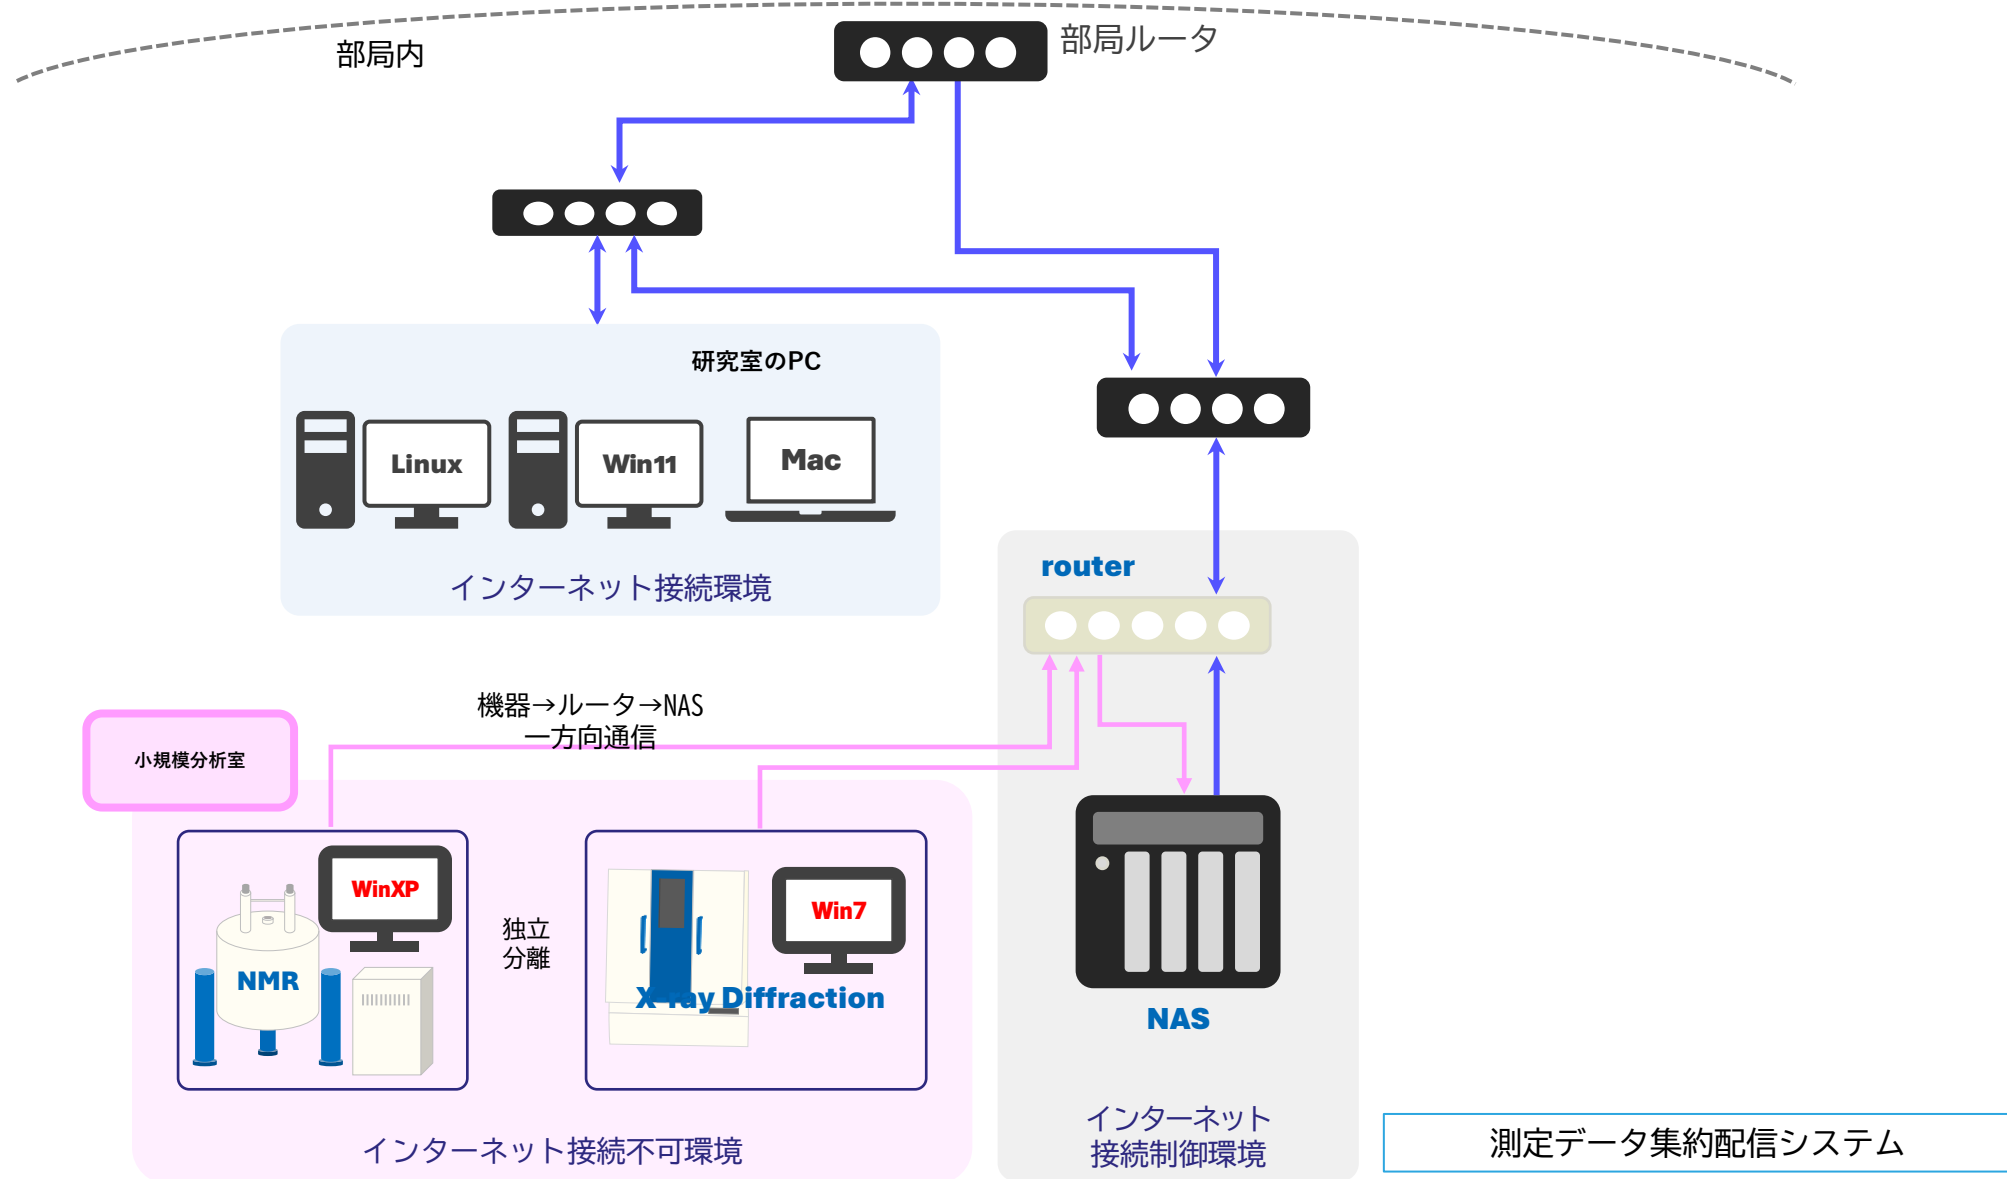 部局内
部局ルータ
研究室のPC
Linux
Win11
Mac
インターネット接続環境
router
機器→ルータ→NAS
一方向通信
小規模分析室
WinXP
NMR
独立
分離
Win7
X-ray Diffraction
NAS
インターネット接続不可環境
インターネット
接続制御環境
測定データ集約配信システム